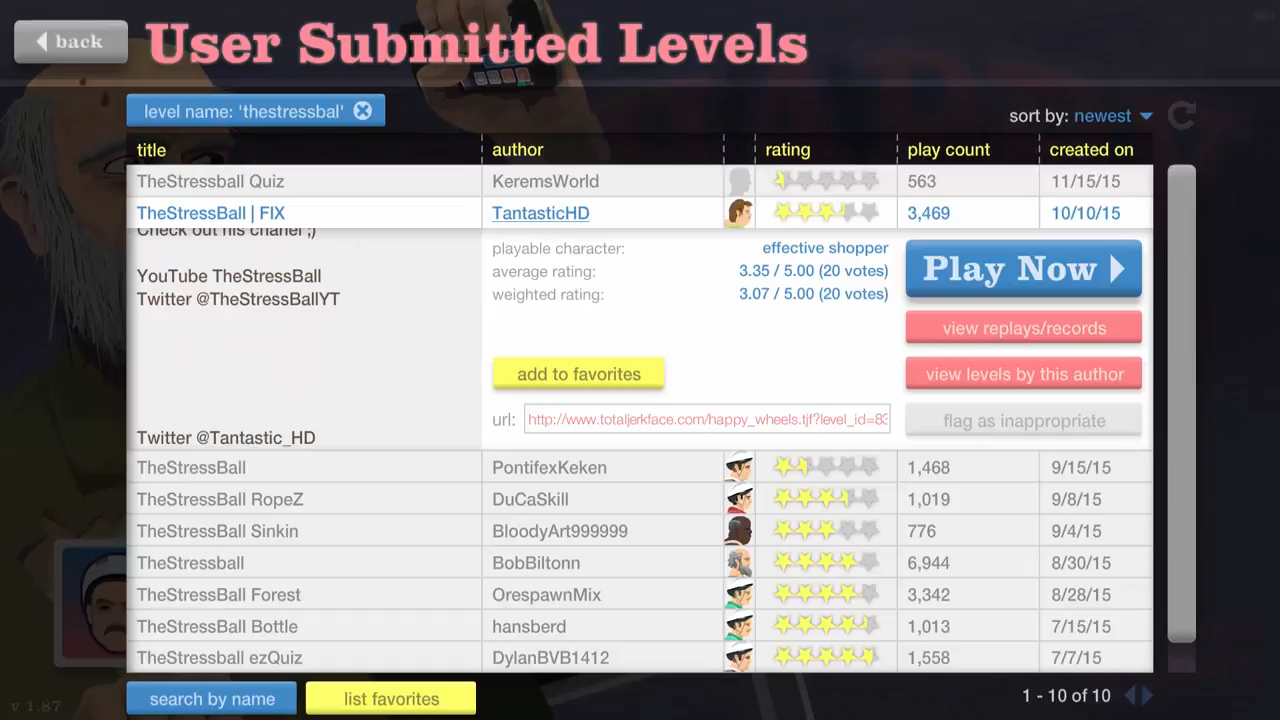 back
User Submitted Levels
level name: 'thestressbal'
sort by: newest
title author rating play count created on
TheStressball Quiz KeremsWorld 563 11/15/15
TheStressBall | FIX TantasticHD 3,469 10/10/15
Check out his chanel ;)
YouTube TheStressBall
Twitter @TheStressBallYT
Twitter @Tantastic_HD
playable character: effective shopper
average rating: 3.35 / 5.00 (20 votes)
weighted rating: 3.07 / 5.00 (20 votes)
add to favorites
url: http://www.totaljerkface.com/happy_wheels.tjf?level_id=83
Play Now
view replays/records
view levels by this author
flag as inappropriate
TheStressBall PontifexKeken 1,468 9/15/15
TheStressBall RopeZ DuCaSkill 1,019 9/8/15
TheStressBall Sinkin BloodyArt999999 776 9/4/15
TheStressball BobBiltonn 6,944 8/30/15
TheStressBall Forest OrespawnMix 3,342 8/28/15
TheStressBall Bottle hansberd 1,013 7/15/15
TheStressball ezQuiz DylanBVB1412 1,558 7/7/15
search by name
list favorites
1 - 10 of 10
v 1.87